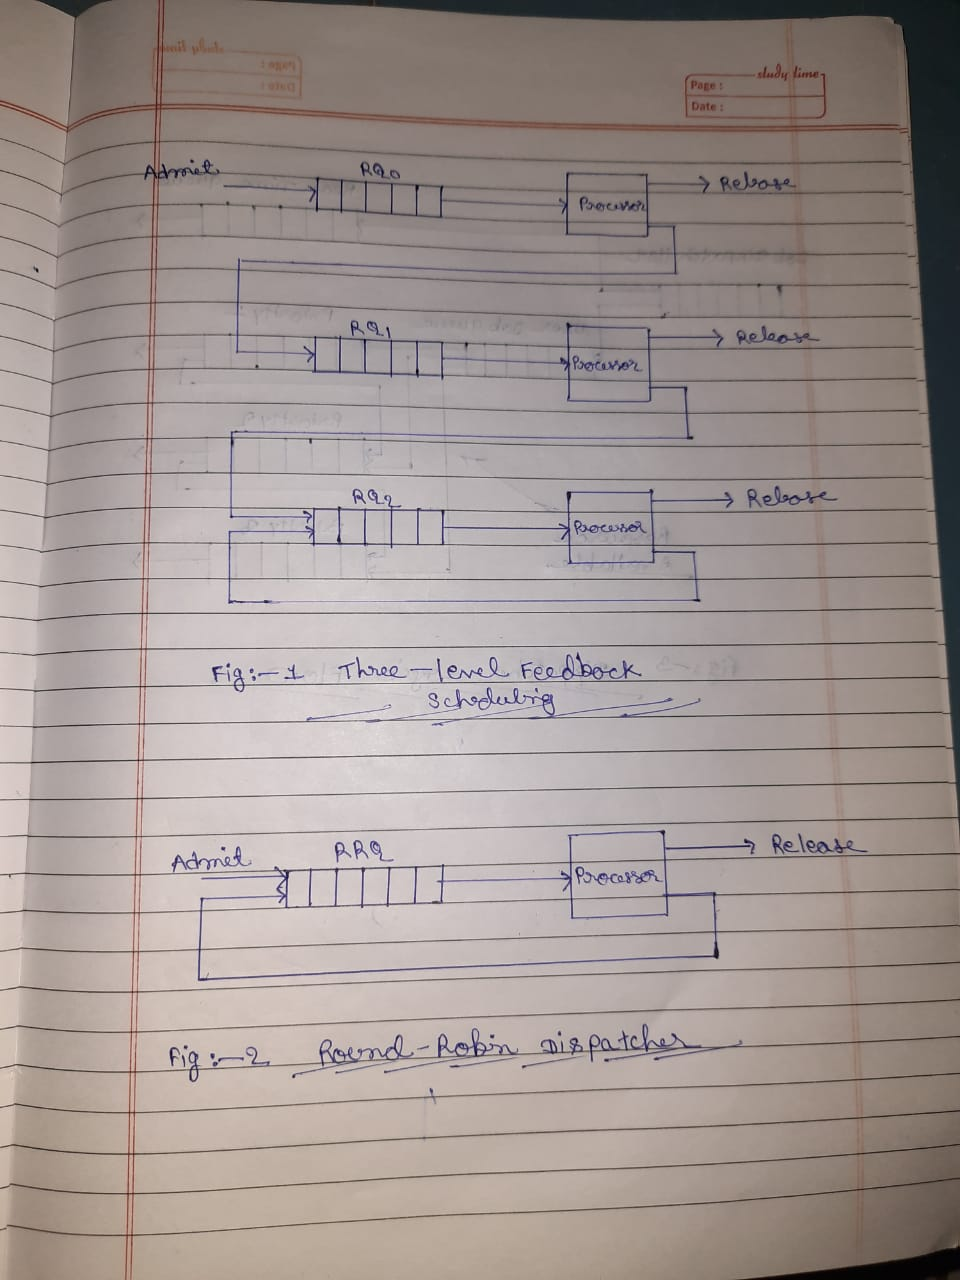 study time
Page :
Date :
Admit
RQ0
Processor
Release
RQ1
Processor
Release
RQ2
Processor
Release
Fig:- 1 Three-level Feedback
Scheduling
Admit
RRQ
Processor
Release
Fig:-2 Round-Robin Dispatcher